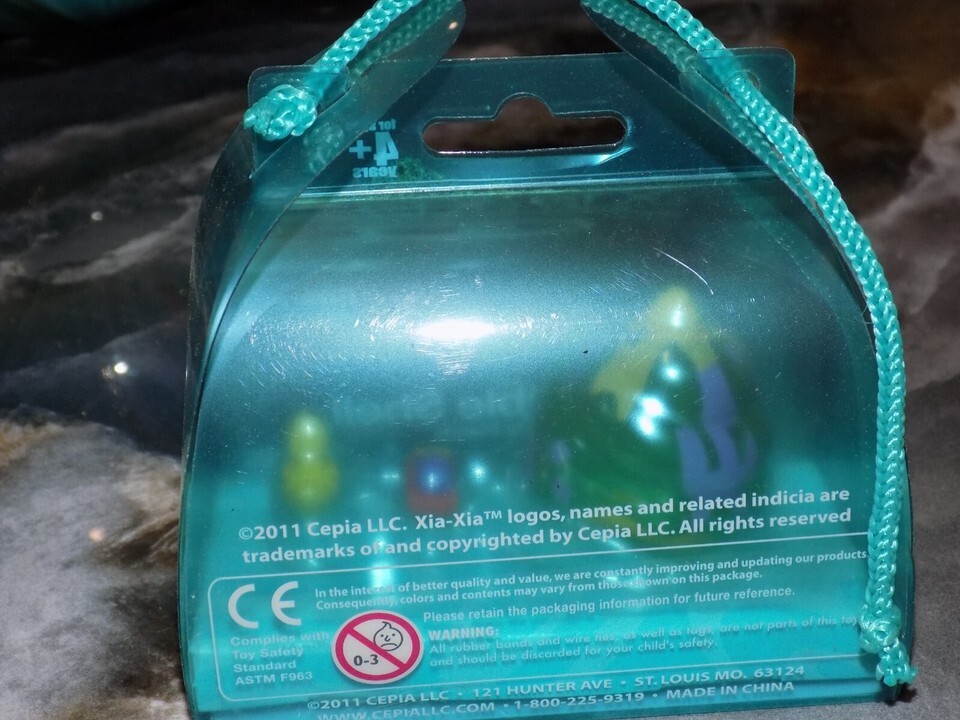 for a
4+
years
©2011 Cepia LLC. Xia-Xia™ logos, names and related indicia are
trademarks of and copyrighted by Cepia LLC. All rights reserved
CE
Complies with
Toy Safety
Standard
ASTM F963
In the interest of better quality and value, we are constantly improving and updating our products.
Consequently, colors and contents may vary from those shown on this package.
Please retain the packaging information for future reference.
0-3
WARNING:
All rubber bands and wire ties, as well as tags, are not parts of this toy
and should be discarded for your child's safety.
©2011 CEPIA LLC • 121 HUNTER AVE • ST. LOUIS MO. 63124
WWW.CEPIALLC.COM • 1-800-225-9319 • MADE IN CHINA